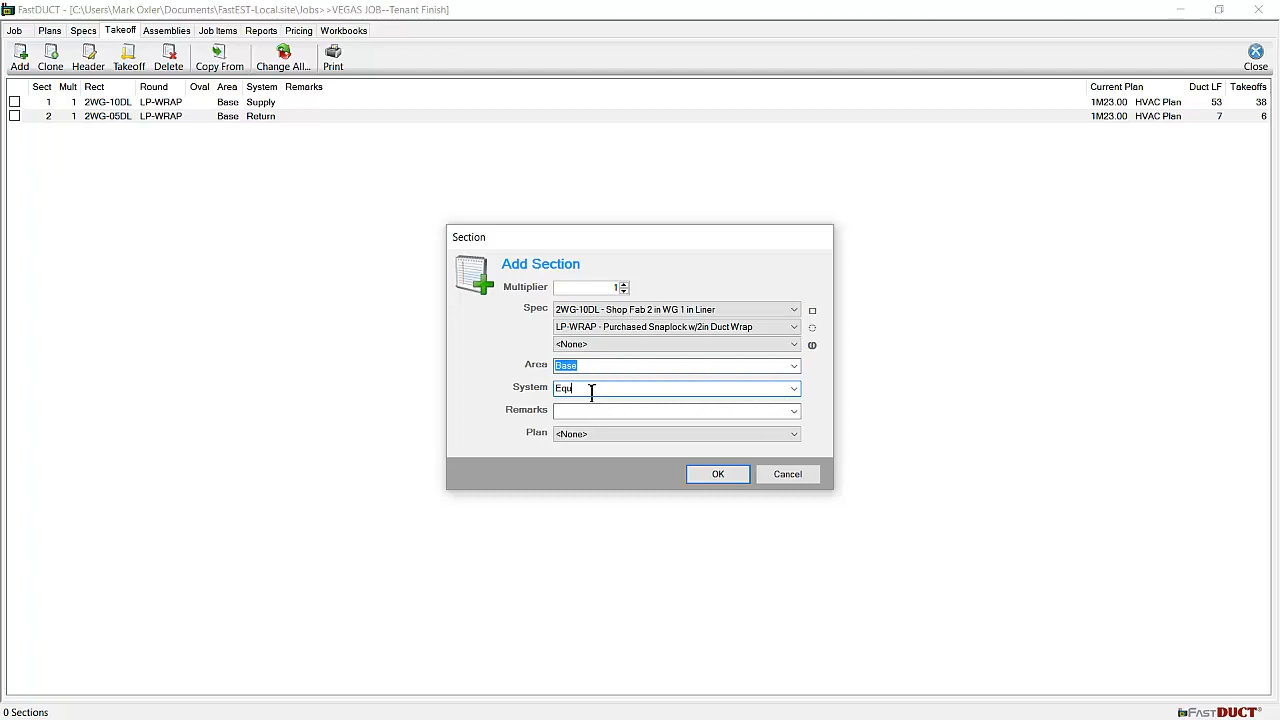 FastDUCT - [C:\Users\Mark Oxler\Documents\FastEST-Local.site\Jobs>>VEGAS JOB--Tenant Finish]
Job Plans Specs Takeoff Assemblies Job Items Reports Pricing Workbooks
Add Clone Header Takeoff Delete Copy From Change All... Print Close
Sect Mult Rect Round Oval Area System Remarks Current Plan Duct LF Takeoffs
1 1 2WG-10DL LP-WRAP Base Supply 1M23.00 HVAC Plan 53 38
2 1 2WG-05DL LP-WRAP Base Return 1M23.00 HVAC Plan 7 6
Section
Add Section
Multiplier 1
Spec 2WG-10DL - Shop Fab 2 in WG 1 in Liner
LP-WRAP - Purchased Snaplock w/2in Duct Wrap
<None>
Area Base
System Equ
Remarks
Plan <None>
OK Cancel
0 Sections FASTDUCT®